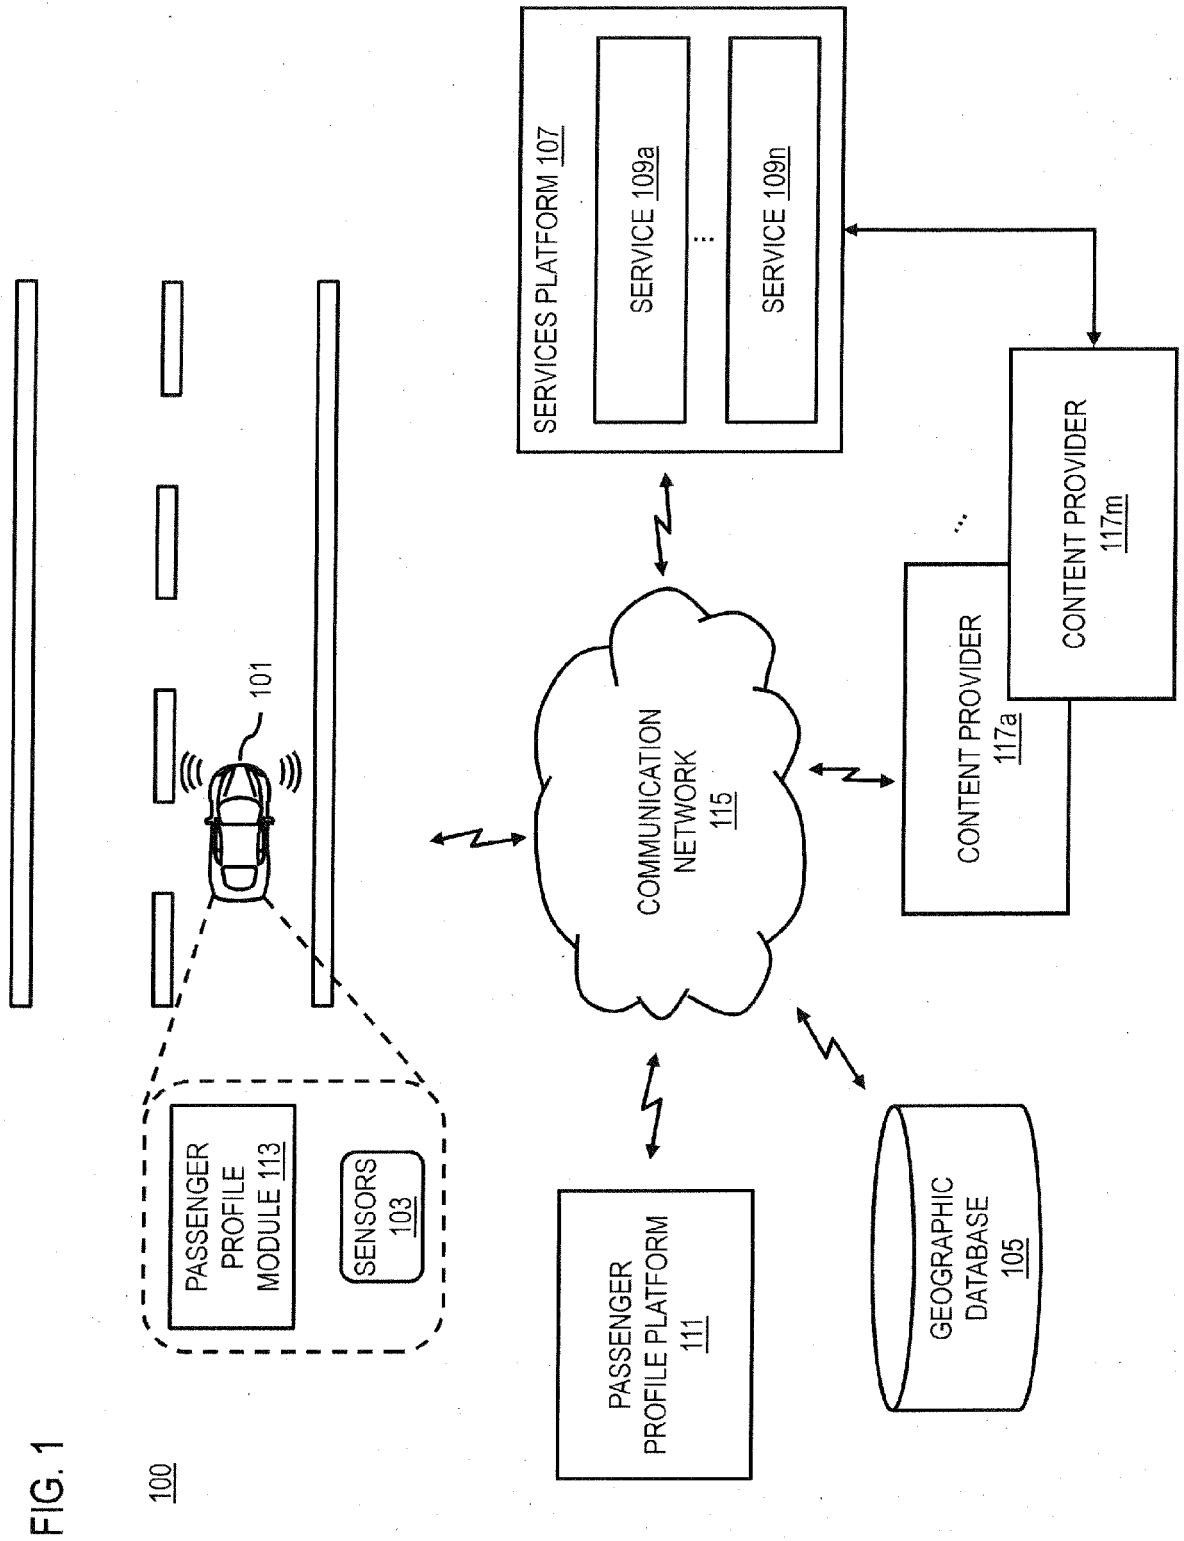 FIG. 1
100
PASSENGER
PROFILE
MODULE 113
SENSORS
103
101
PASSENGER
PROFILE PLATFORM
111
COMMUNICATION
NETWORK
115
SERVICES PLATFORM 107
SERVICE 109a
...
SERVICE 109n
GEOGRAPHIC
DATABASE
105
CONTENT PROVIDER
117a
...
CONTENT PROVIDER
117m